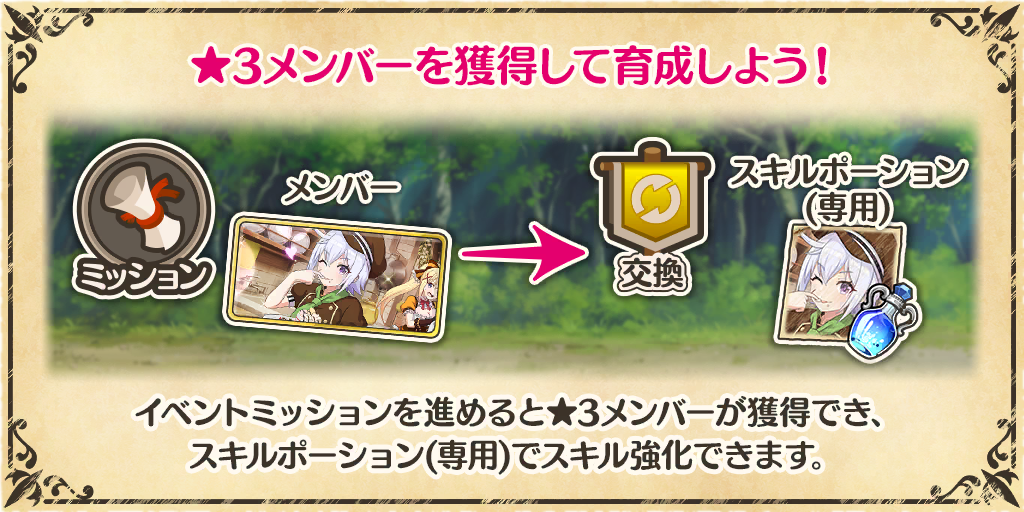 ★3メンバーを獲得して育成しよう！
ミッション
メンバー
交換
スキルポーション
(専用)
イベントミッションを進めると★3メンバーが獲得でき、
スキルポーション(専用)でスキル強化できます。